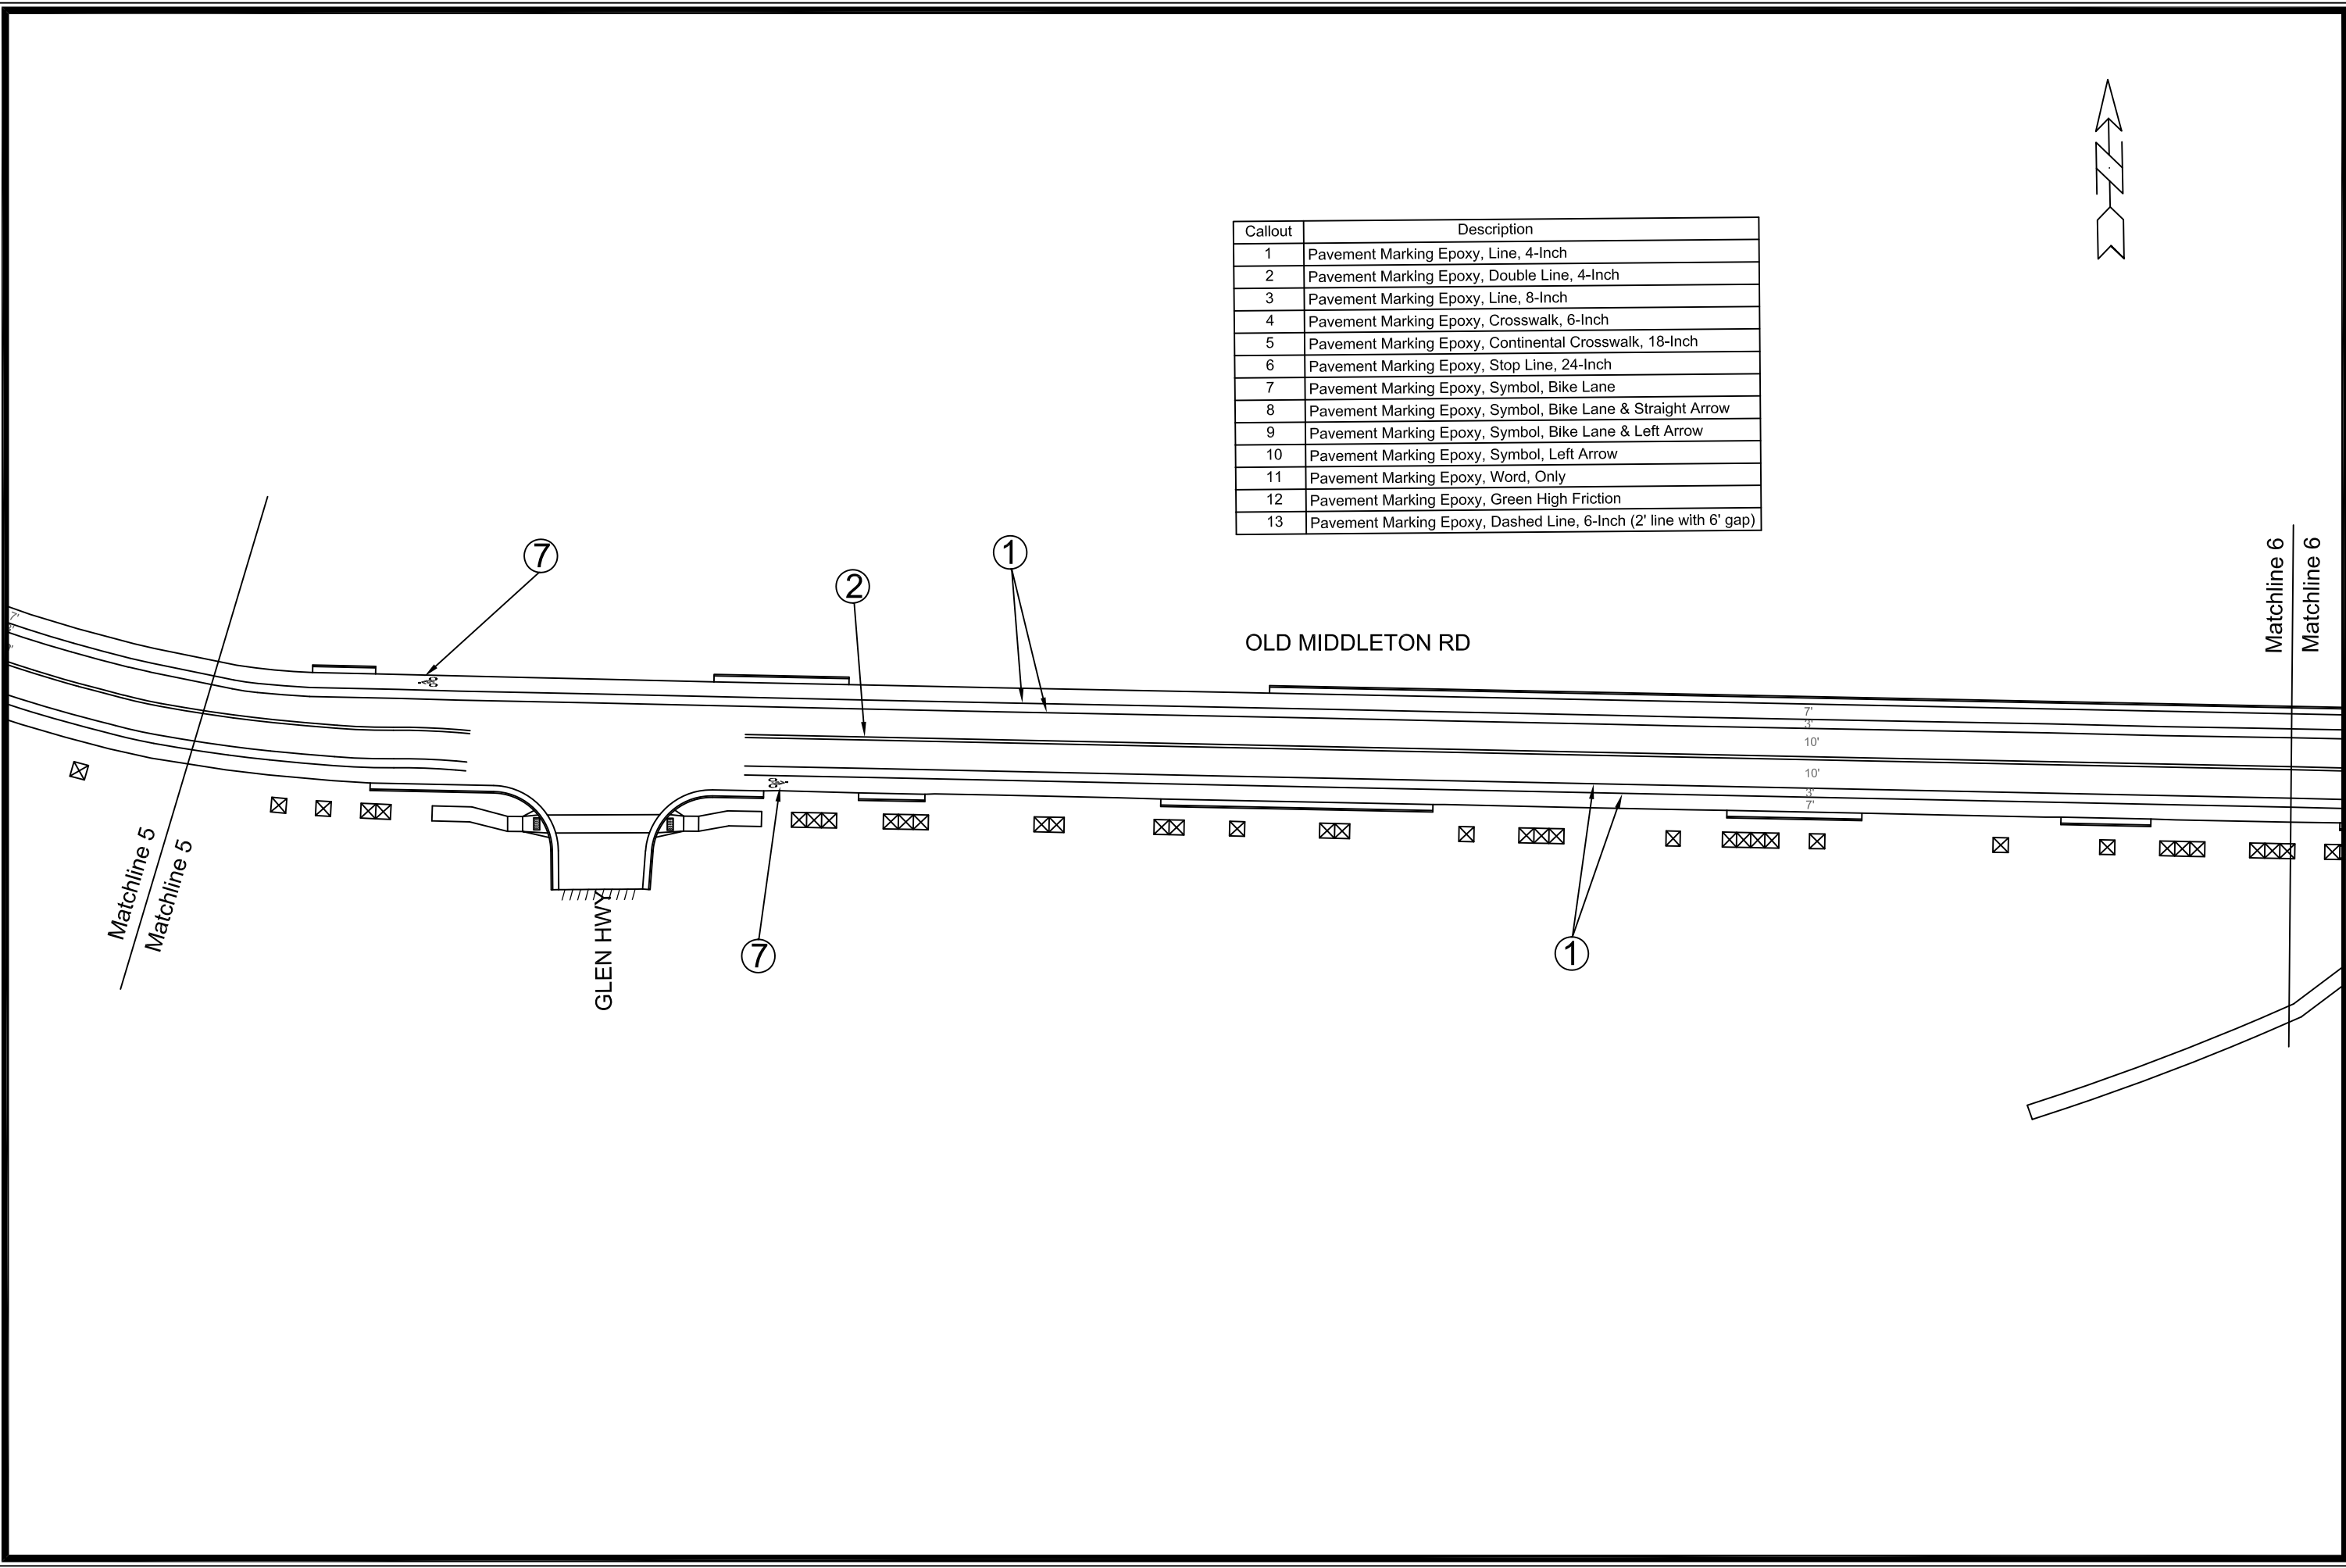 Callout Description
1 Pavement Marking Epoxy, Line, 4-Inch
2 Pavement Marking Epoxy, Double Line, 4-Inch
3 Pavement Marking Epoxy, Line, 8-Inch
4 Pavement Marking Epoxy, Crosswalk, 6-Inch
5 Pavement Marking Epoxy, Continental Crosswalk, 18-Inch
6 Pavement Marking Epoxy, Stop Line, 24-Inch
7 Pavement Marking Epoxy, Symbol, Bike Lane
8 Pavement Marking Epoxy, Symbol, Bike Lane & Straight Arrow
9 Pavement Marking Epoxy, Symbol, Bike Lane & Left Arrow
10 Pavement Marking Epoxy, Symbol, Left Arrow
11 Pavement Marking Epoxy, Word, Only
12 Pavement Marking Epoxy, Green High Friction
13 Pavement Marking Epoxy, Dashed Line, 6-Inch (2' line with 6' gap)
7
2
1
OLD MIDDLETON RD
Matchline 6
Matchline 6
7'
7'
3'
10'
10'
3'
7'
Matchline 5
Matchline 5
GLEN HWY
7
1